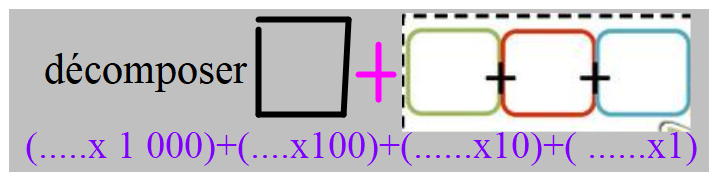 décomposer + + +
(.....x 1 000)+(....x100)+(......x10)+( ......x1)